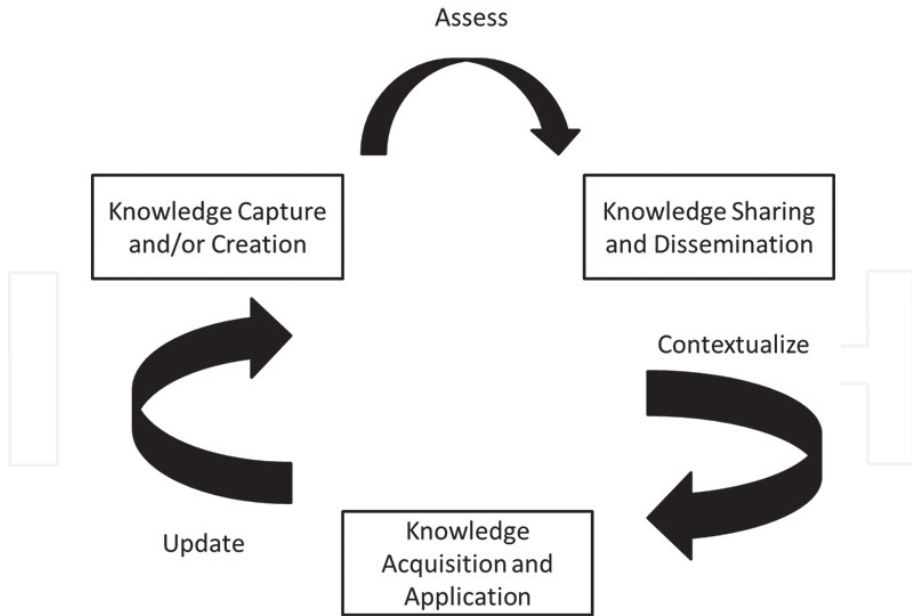 Assess
Knowledge Capture
and/or Creation
Knowledge Sharing
and Dissemination
Contextualize
Update
Knowledge
Acquisition and
Application